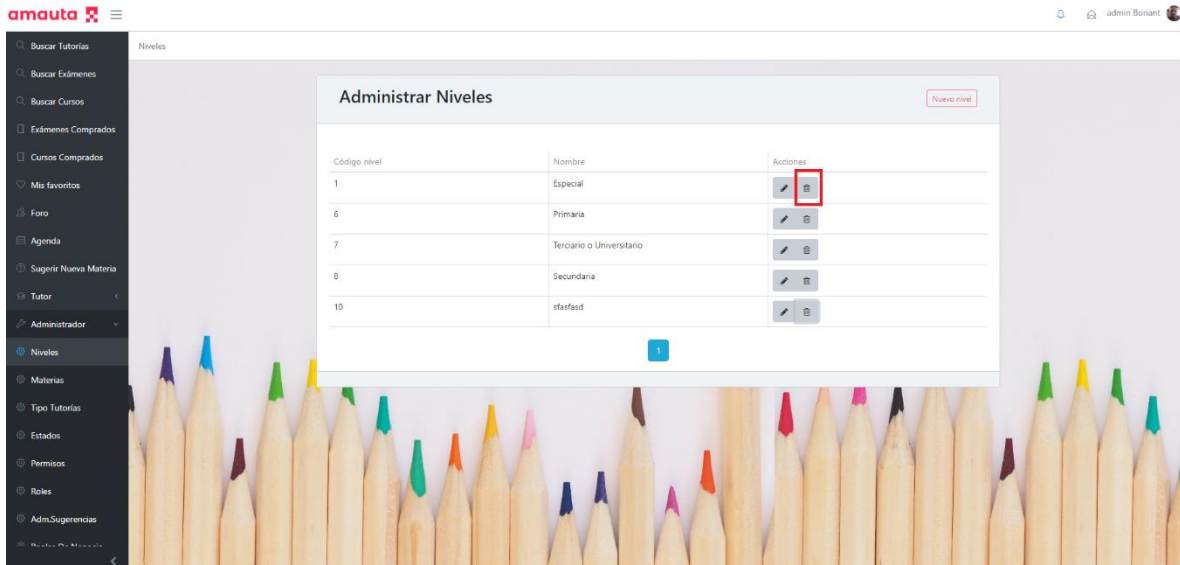 amauta
admin Boriant
Buscar Tutorías
Niveles
Buscar Exámenes
Buscar Cursos
Exámenes Comprados
Cursos Comprados
Mis favoritos
Foro
Agenda
Sugerir Nueva Materia
Tutor
Administrador
Niveles
Materias
Tipo Tutorías
Estados
Permisos
Roles
Adm.Sugerencias
Administrar Niveles
Nuevo nivel
Código nivel Nombre Acciones
1 Especial
6 Primaria
7 Terciario o Universitario
8 Secundaria
10 sfasfasd
1